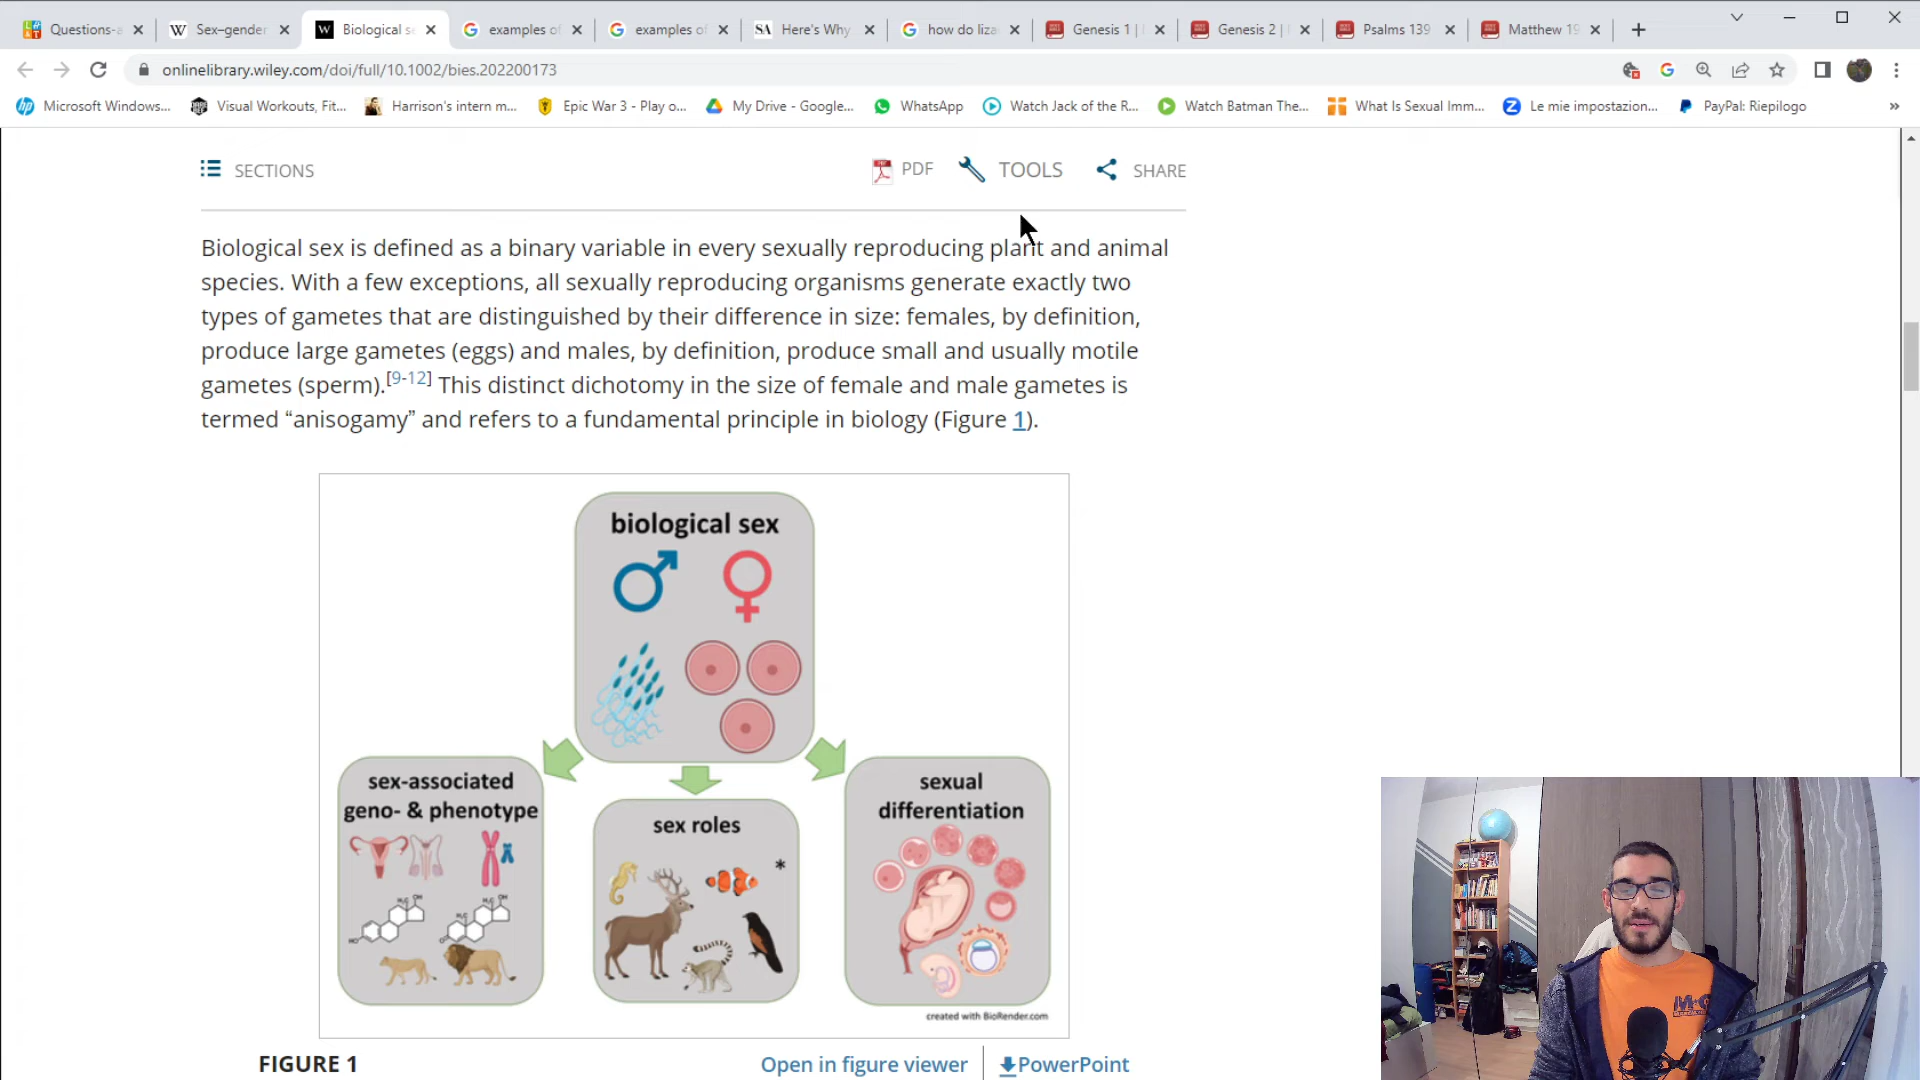 Questions-a
Sex–gender
Biological se
examples of
examples of
SA Here's Why
how do liza
Genesis 1 |
Genesis 2 |
Psalms 139
Matthew 19
onlinelibrary.wiley.com/doi/full/10.1002/bies.202200173
Microsoft Windows...
Visual Workouts, Fit...
Harrison's intern m...
Epic War 3 - Play o...
My Drive - Google...
WhatsApp
Watch Jack of the R...
Watch Batman The...
What Is Sexual Imm...
Le mie impostazion...
PayPal: Riepilogo
SECTIONS
PDF
TOOLS
SHARE
Biological sex is defined as a binary variable in every sexually reproducing plant and animal
species. With a few exceptions, all sexually reproducing organisms generate exactly two
types of gametes that are distinguished by their difference in size: females, by definition,
produce large gametes (eggs) and males, by definition, produce small and usually motile
gametes (sperm).[9-12] This distinct dichotomy in the size of female and male gametes is
termed “anisogamy” and refers to a fundamental principle in biology (Figure 1).
biological sex
sex-associated
geno- & phenotype
sex roles
*
sexual
differentiation
created with BioRender.com
FIGURE 1
Open in figure viewer
PowerPoint